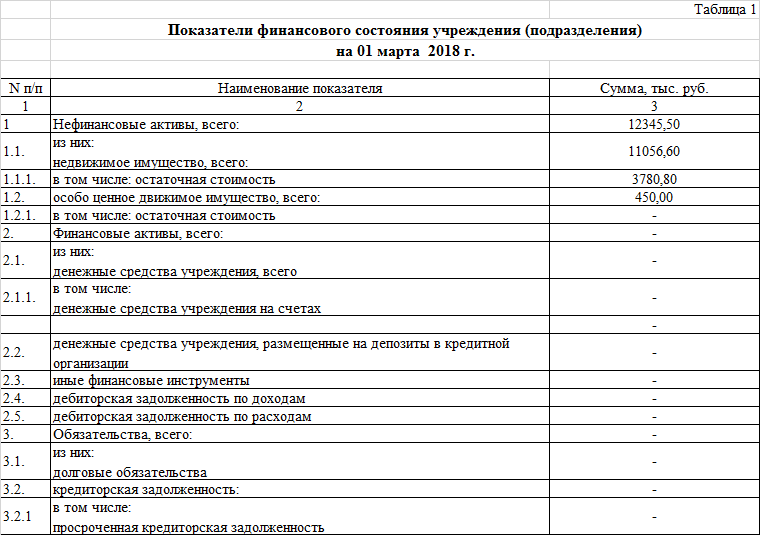 Таблица 1
Показатели финансового состояния учреждения (подразделения)
на 01 марта 2018 г.
N п/п Наименование показателя Сумма, тыс. руб.
1 2 3
1 Нефинансовые активы, всего: 12345,50
из них:
1.1. недвижимое имущество, всего: 11056,60
1.1.1. в том числе: остаточная стоимость 3780,80
1.2. особо ценное движимое имущество, всего: 450,00
1.2.1. в том числе: остаточная стоимость -
2. Финансовые активы, всего: -
из них:
2.1. денежные средства учреждения, всего -
в том числе:
2.1.1. денежные средства учреждения на счетах -
-
денежные средства учреждения, размещенные на депозиты в кредитной
2.2. организации -
2.3. иные финансовые инструменты -
2.4. дебиторская задолженность по доходам -
2.5. дебиторская задолженность по расходам -
3. Обязательства, всего: -
из них:
3.1. долговые обязательства -
3.2. кредиторская задолженность: -
в том числе:
3.2.1 просроченная кредиторская задолженность -